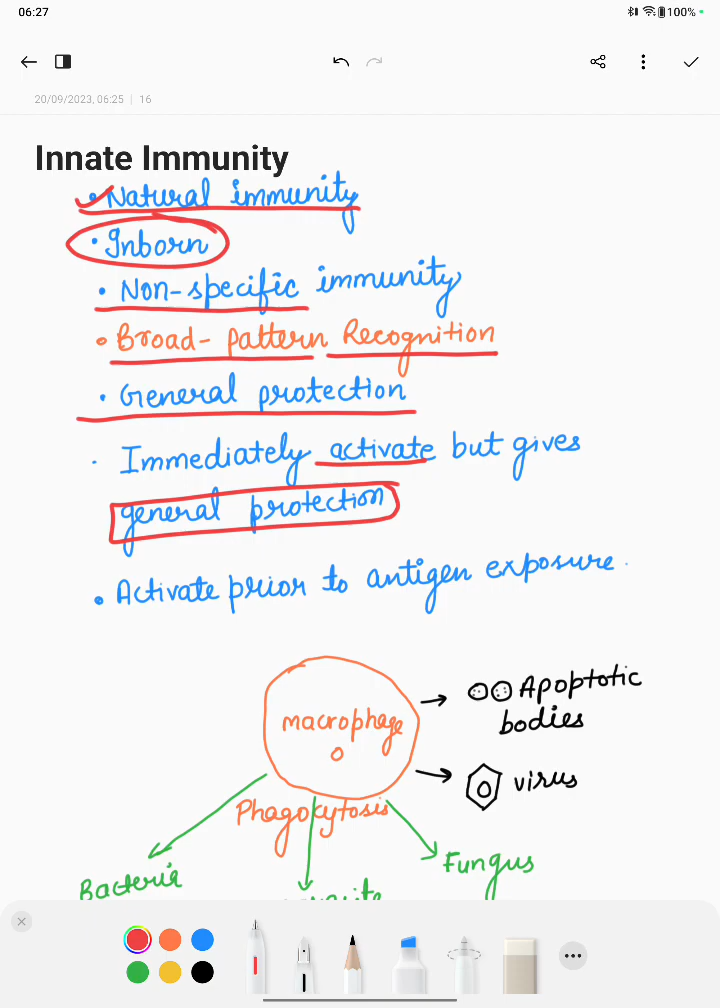 06:27
100%
20/09/2023, 06:25 | 16
Innate Immunity
• Natural immunity
• Inborn
• Non-specific immunity
• Broad-pattern Recognition
• General protection
· Immediately activate but gives
general protection
• Activate prior to antigen exposure.
Apoptotic
bodies
macrophage
virus
Phagokytosis
Fungus
Bacteria